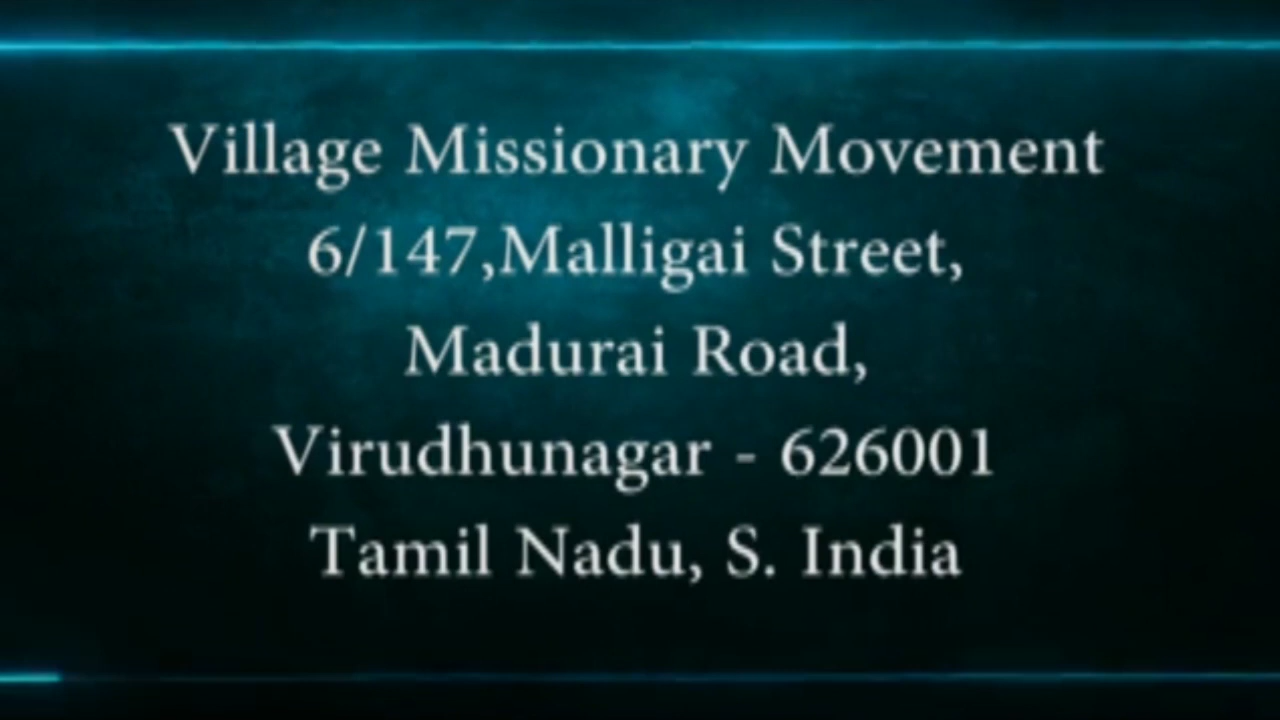 Village Missionary Movement
6/147,Malligai Street,
Madurai Road,
Virudhunagar - 626001
Tamil Nadu, S. India